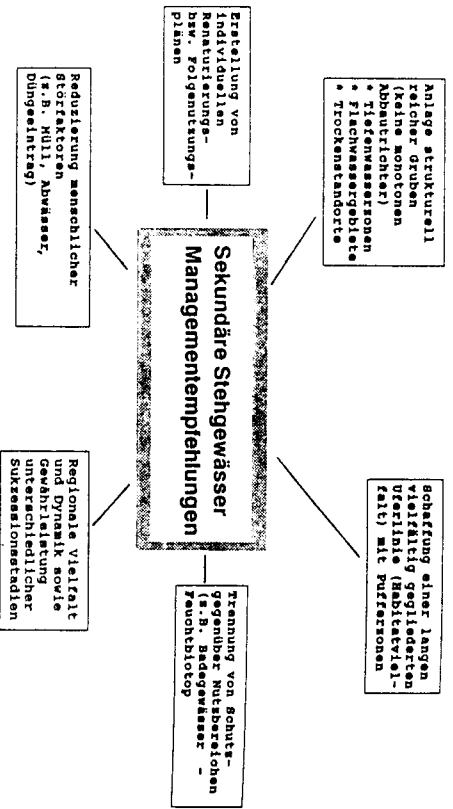 Anlage strukturell
reicher Gruben
(keine monotonen
Abbautrichter)
* Tiefenwasserzonen
* Flachwassergebiete
* Trockenstandorte
Schaffung einer langen
vielfältig gegliederten
Uferlinie (Habitatviel-
falt) mit Pufferzonen
Erstellung von
individuellen
Renaturierungs-
bzw. Folgenutzungs-
plänen
Sekundäre Stehgewässer
Managementempfehlungen
Trennung von Schutz-
gegenüber Nutzbereichen
(z.B. Badegewässer -
Feuchtbiotop
Reduzierung menschlicher
Störfaktoren
(z.B. Müll, Abwässer,
Düngeeintrag)
Regionale Vielfalt
und Dynamik sowie
Gewährleistung
unterschiedlicher
Sukzessionsstadien